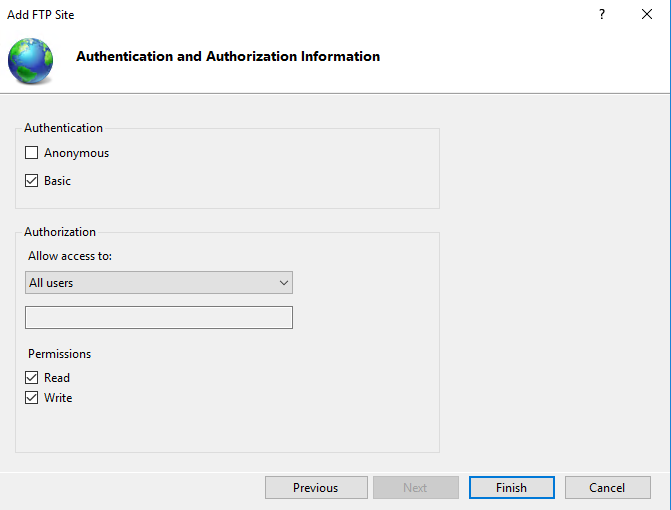 Add FTP Site
?
Authentication and Authorization Information
Authentication
Anonymous
Basic
Authorization
Allow access to:
All users
Permissions
Read
Write
Previous Next Finish Cancel